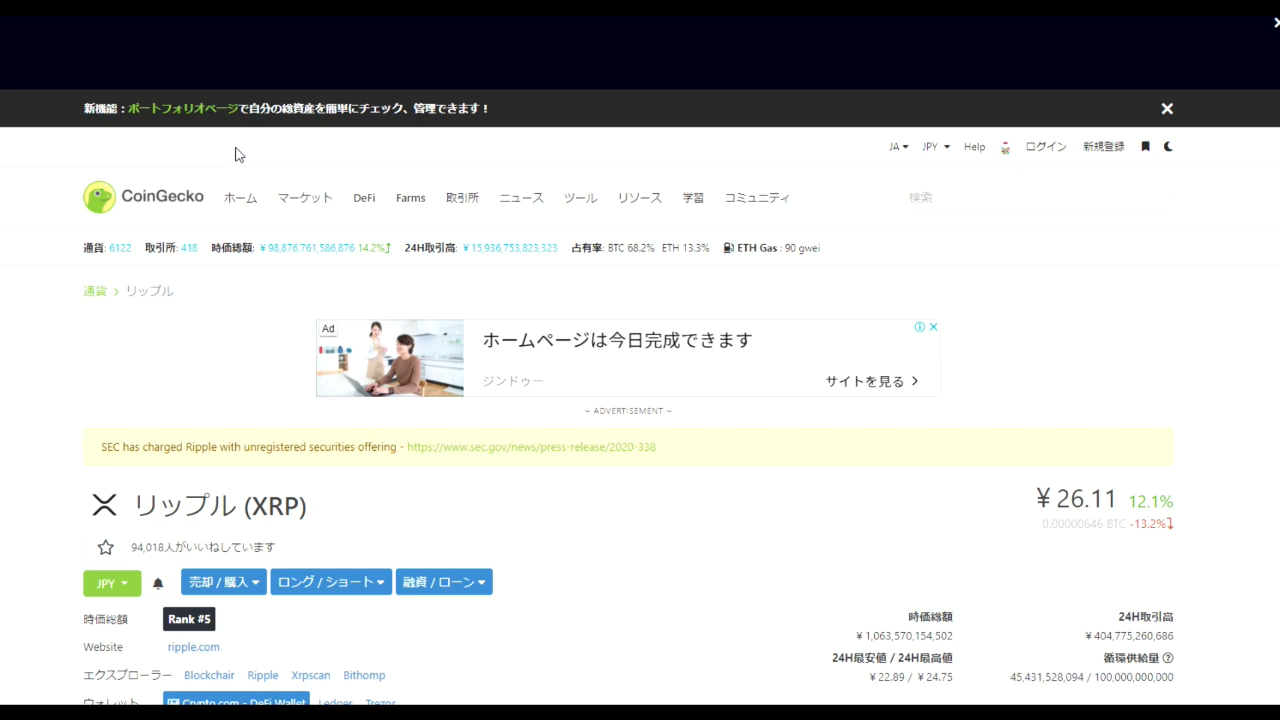 新機能：ポートフォリオページで自分の総資産を簡単にチェック、管理できます！
JA JPY Help ログイン 新規登録
CoinGecko ホーム マーケット DeFi Farms 取引所 ニュース ツール リソース 学習 コミュニティ 検索
通貨: 6122 取引所: 418 時価総額: ¥98,876,761,586,876 14.2% 24H取引高: ¥15,936,753,823,323 占有率: BTC 68.2% ETH 13.3% ETH Gas : 90 gwei
通貨 > リップル
Ad
ホームページは今日完成できます
ジンドゥー サイトを見る
~ ADVERTISEMENT ~
SEC has charged Ripple with unregistered securities offering - https://www.sec.gov/news/press-release/2020-338
リップル (XRP) ¥26.11 12.1%
0.00000646 BTC -13.2%
94,018人がいいねしています
JPY 売却 / 購入 ロング / ショート 融資 / ローン
時価総額 Rank #5 時価総額 24H取引高
¥1,063,570,154,502 ¥404,775,260,686
Website ripple.com 24H最安値 / 24H最高値 循環供給量
エクスプローラー Blockchair Ripple Xrpscan Bithomp ¥22.89 / ¥24.75 45,431,528,094 / 100,000,000,000
ウォレット Crypto.com - DeFi Wallet Ledger Trezor